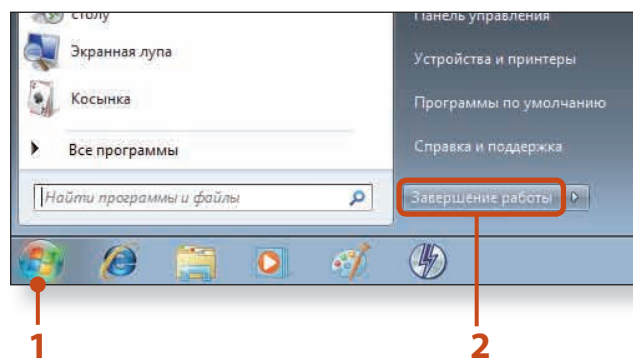 столу
Экранная лупа
Косынка
Все программы
Найти программы и файлы
Панель управления
Устройства и принтеры
Программы по умолчанию
Справка и поддержка
Завершение работы
1
2